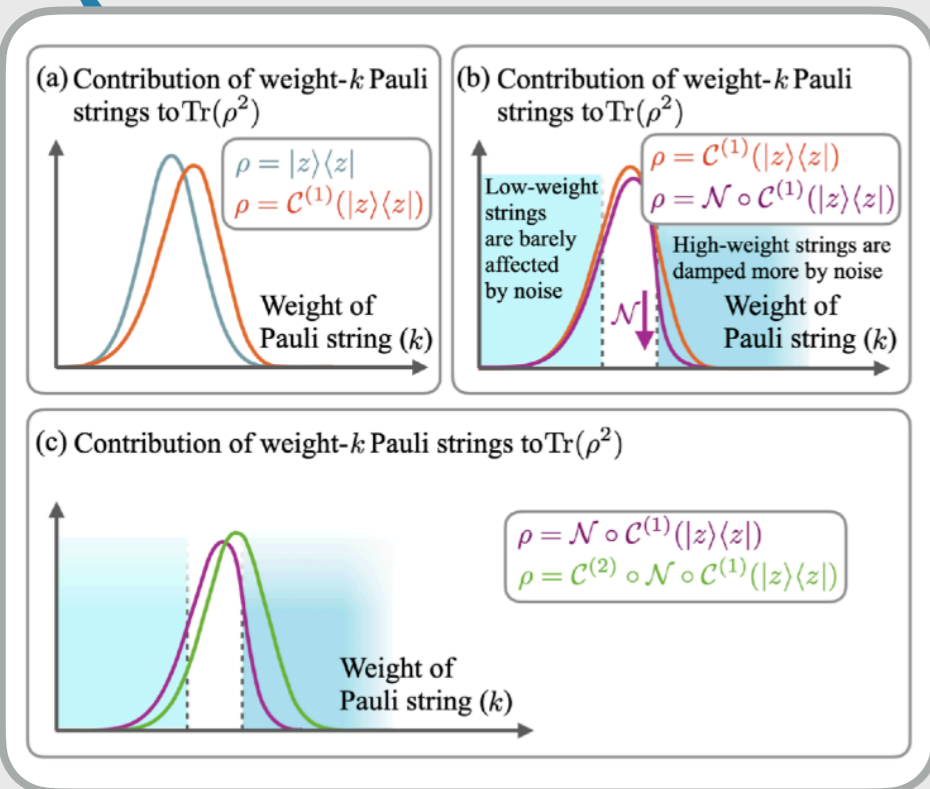 (a) Contribution of weight-k Pauli
strings to Tr(ρ²)
ρ = |z⟩⟨z|
ρ = 𝒞⁽¹⁾(|z⟩⟨z|)
Weight of
Pauli string (k)
(b) Contribution of weight-k Pauli
strings to Tr(ρ²)
ρ = 𝒞⁽¹⁾(|z⟩⟨z|)
ρ = 𝒩 ∘ 𝒞⁽¹⁾(|z⟩⟨z|)
Low-weight
strings
are barely
affected
by noise
High-weight strings are
damped more by noise
𝒩
Weight of
Pauli string (k)
(c) Contribution of weight-k Pauli strings to Tr(ρ²)
ρ = 𝒩 ∘ 𝒞⁽¹⁾(|z⟩⟨z|)
ρ = 𝒞⁽²⁾ ∘ 𝒩 ∘ 𝒞⁽¹⁾(|z⟩⟨z|)
Weight of
Pauli string (k)